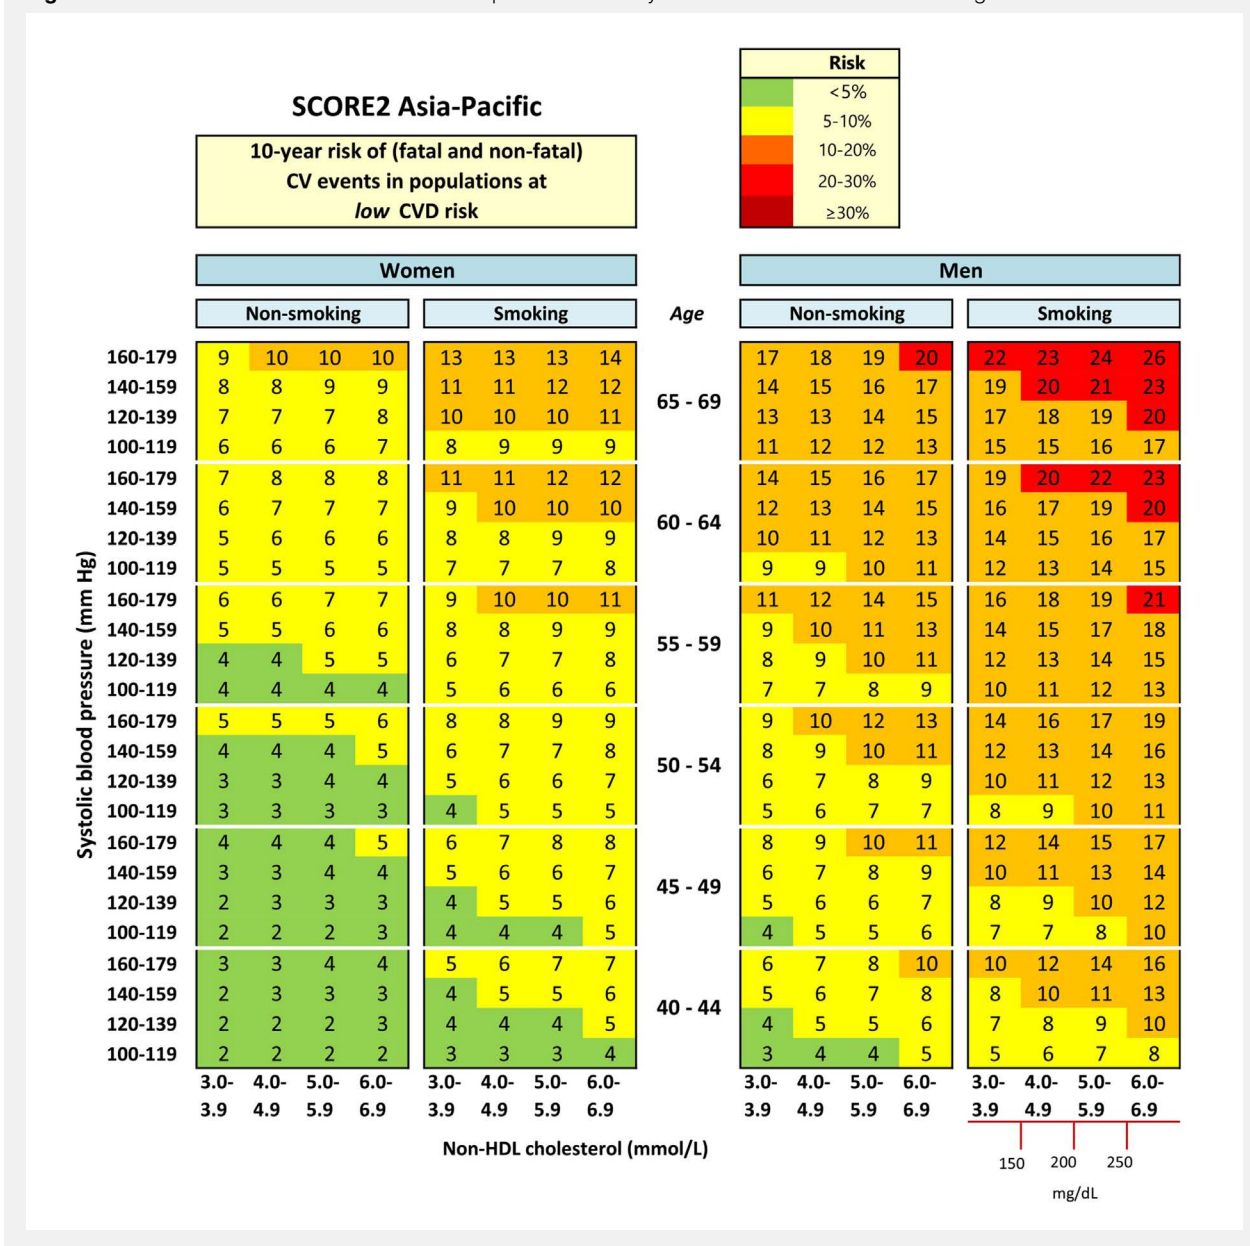 SCORE2 Asia-Pacific
10-year risk of (fatal and non-fatal)
CV events in populations at
low CVD risk
Risk
<5%
5-10%
10-20%
20-30%
≥30%
Women Men
Non-smoking Smoking Age Non-smoking Smoking
Systolic blood pressure (mm Hg)
160-179 9 10 10 10 13 13 13 14 17 18 19 20 22 23 24 26
140-159 8 8 9 9 11 11 12 12 14 15 16 17 19 20 21 23
65 - 69
120-139 7 7 7 8 10 10 10 11 13 13 14 15 17 18 19 20
100-119 6 6 6 7 8 9 9 9 11 12 12 13 15 15 16 17
160-179 7 8 8 8 11 11 12 12 14 15 16 17 19 20 22 23
140-159 6 7 7 7 9 10 10 10 12 13 14 15 16 17 19 20
60 - 64
120-139 5 6 6 6 8 8 9 9 10 11 12 13 14 15 16 17
100-119 5 5 5 5 7 7 7 8 9 9 10 11 12 13 14 15
160-179 6 6 7 7 9 10 10 11 11 12 14 15 16 18 19 21
140-159 5 5 6 6 8 8 9 9 9 10 11 13 14 15 17 18
55 - 59
120-139 4 4 5 5 6 7 7 8 8 9 10 11 12 13 14 15
100-119 4 4 4 4 5 6 6 6 7 7 8 9 10 11 12 13
160-179 5 5 5 6 8 8 9 9 9 10 12 13 14 16 17 19
140-159 4 4 4 5 6 7 7 8 8 9 10 11 12 13 14 16
50 - 54
120-139 3 3 4 4 5 6 6 7 6 7 8 9 10 11 12 13
100-119 3 3 3 3 4 5 5 5 5 6 7 7 8 9 10 11
160-179 4 4 4 5 6 7 8 8 8 9 10 11 12 14 15 17
140-159 3 3 4 4 5 6 6 7 6 7 8 9 10 11 13 14
45 - 49
120-139 2 3 3 3 4 5 5 6 5 6 6 7 8 9 10 12
100-119 2 2 2 3 4 4 4 5 4 5 5 6 7 7 8 10
160-179 3 3 4 4 5 6 7 7 6 7 8 10 10 12 14 16
140-159 2 3 3 3 4 5 5 6 5 6 7 8 8 10 11 13
40 - 44
120-139 2 2 2 3 4 4 4 5 4 5 5 6 7 8 9 10
100-119 2 2 2 2 3 3 3 4 3 4 4 5 5 6 7 8
3.0- 4.0- 5.0- 6.0- 3.0- 4.0- 5.0- 6.0- 3.0- 4.0- 5.0- 6.0- 3.0- 4.0- 5.0- 6.0-
3.9 4.9 5.9 6.9 3.9 4.9 5.9 6.9 3.9 4.9 5.9 6.9 3.9 4.9 5.9 6.9
Non-HDL cholesterol (mmol/L)
150 200 250
mg/dL